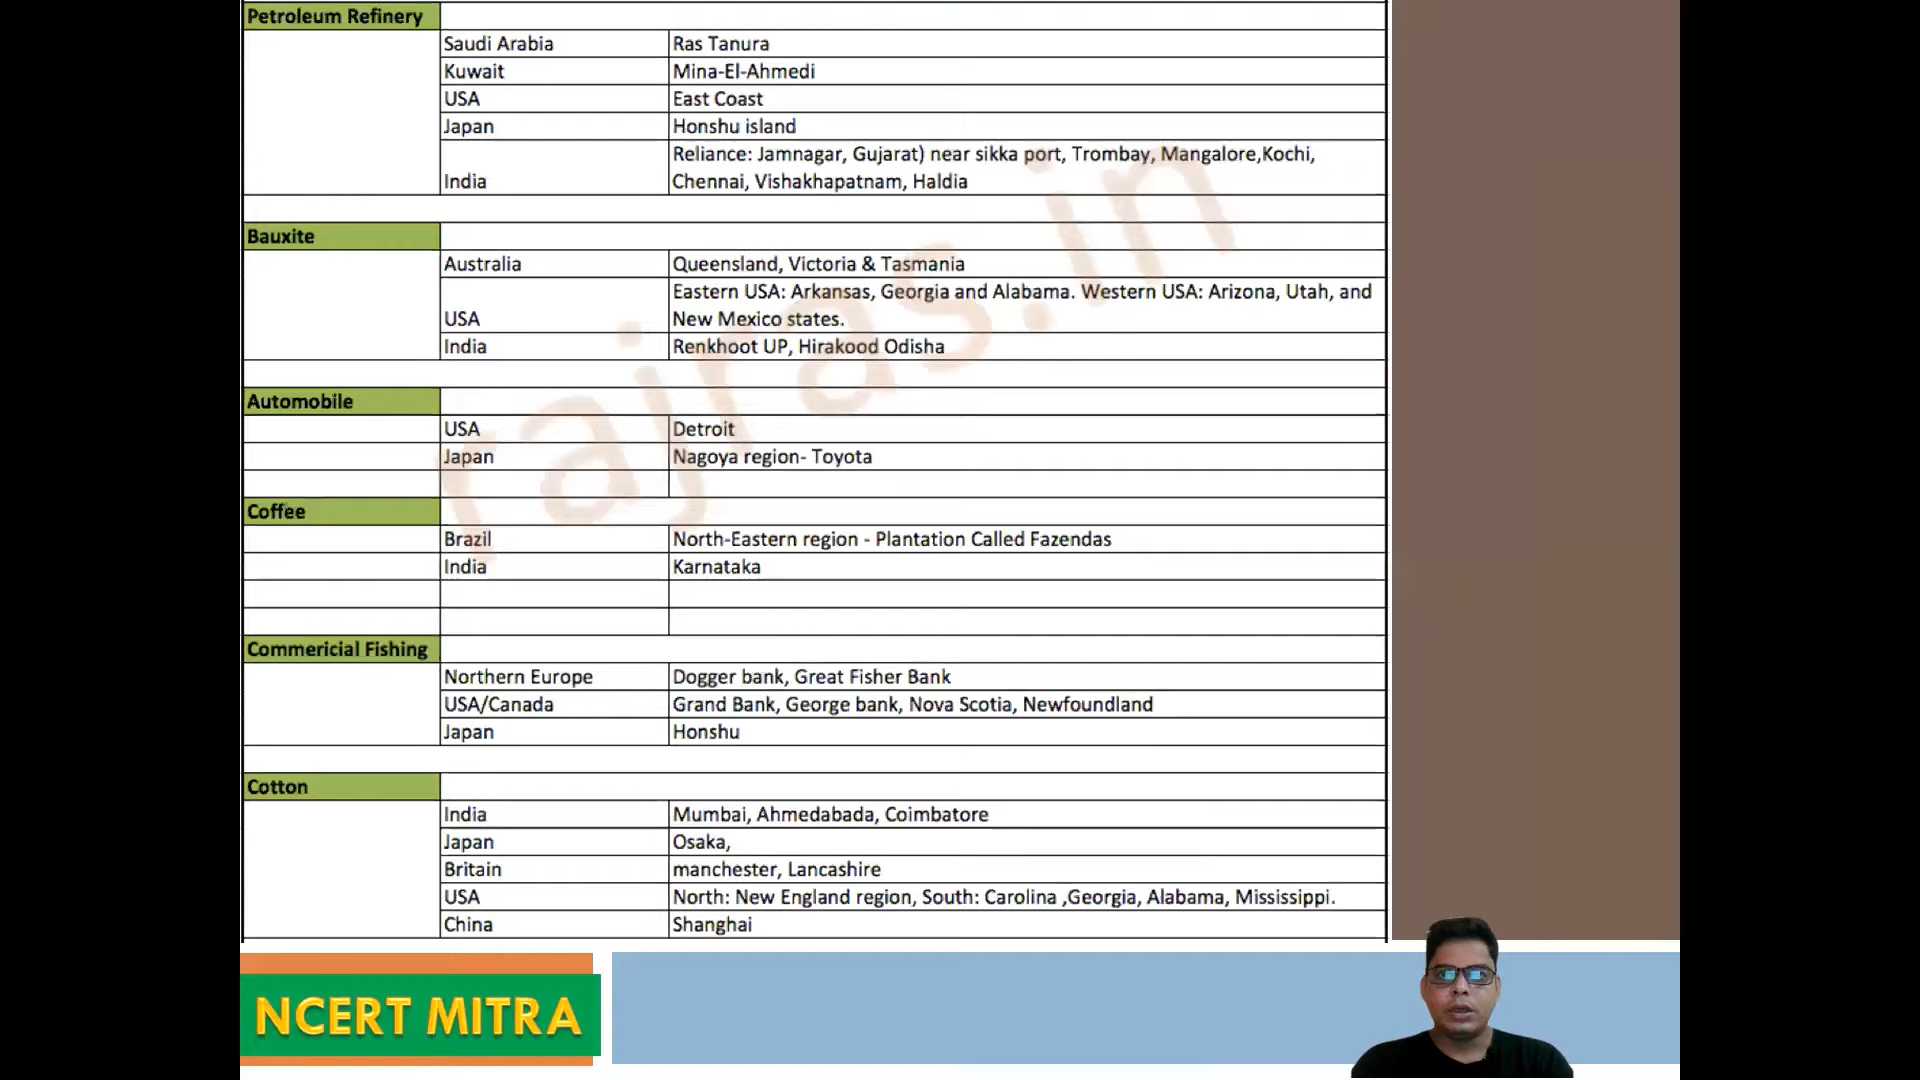 Petroleum Refinery
Saudi Arabia Ras Tanura
Kuwait Mina-El-Ahmedi
USA East Coast
Japan Honshu island
Reliance: Jamnagar, Gujarat) near sikka port, Trombay, Mangalore,Kochi,
India Chennai, Vishakhapatnam, Haldia
Bauxite
Australia Queensland, Victoria & Tasmania
Eastern USA: Arkansas, Georgia and Alabama. Western USA: Arizona, Utah, and
USA New Mexico states.
India Renkhoot UP, Hirakood Odisha
Automobile
USA Detroit
Japan Nagoya region- Toyota
Coffee
Brazil North-Eastern region - Plantation Called Fazendas
India Karnataka
Commericial Fishing
Northern Europe Dogger bank, Great Fisher Bank
USA/Canada Grand Bank, George bank, Nova Scotia, Newfoundland
Japan Honshu
Cotton
India Mumbai, Ahmedabada, Coimbatore
Japan Osaka,
Britain manchester, Lancashire
USA North: New England region, South: Carolina ,Georgia, Alabama, Mississippi.
China Shanghai
rajras.in
NCERT MITRA